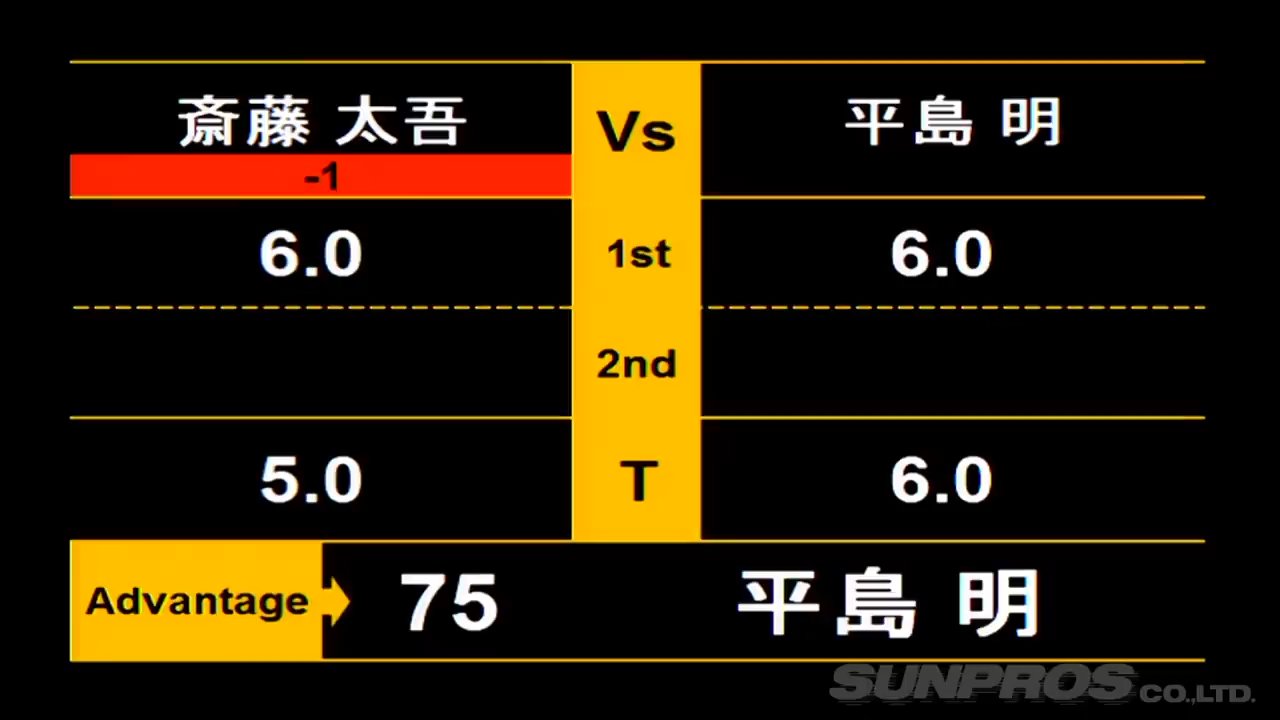 斎藤 太吾 Vs 平島 明
-1
6.0 1st 6.0
2nd
5.0 T 6.0
Advantage 75 平島 明
SUNPROS CO.,LTD.